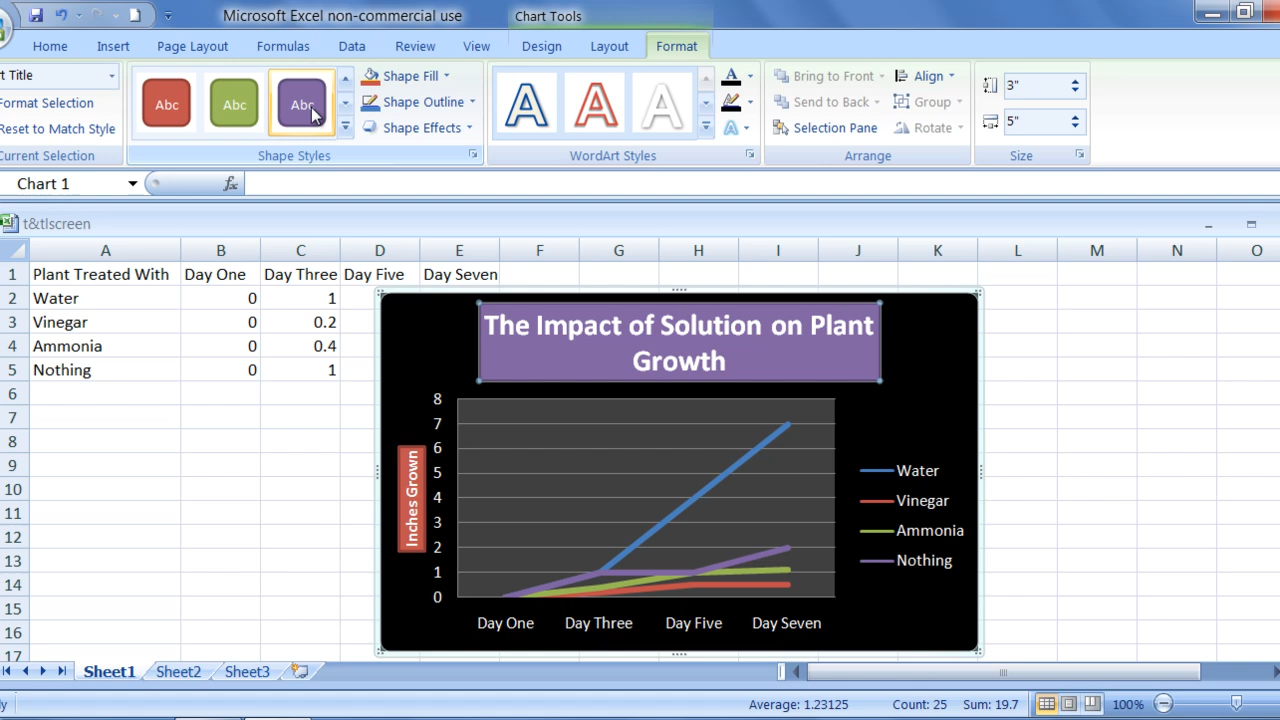 Microsoft Excel non-commercial use
Chart Tools
Home Insert Page Layout Formulas Data Review View Design Layout Format
t Title
Format Selection
Reset to Match Style
Current Selection
Abc Abc Abc
Shape Fill
Shape Outline
Shape Effects
Shape Styles
A A A
A
A
WordArt Styles
Bring to Front
Send to Back
Selection Pane
Align
Group
Rotate
Arrange
3"
5"
Size
Chart 1
fx
t&tlscreen
A B C D E F G H I J K L M N O
1 Plant Treated With Day One Day Three Day Five Day Seven
2 Water 0 1
3 Vinegar 0 0.2
4 Ammonia 0 0.4
5 Nothing 0 1
6
7
8
9
10
11
12
13
14
15
16
17
The Impact of Solution on Plant
Growth
Inches Grown
8
7
6
5
4
3
2
1
0
Day One Day Three Day Five Day Seven
Water
Vinegar
Ammonia
Nothing
Sheet1 Sheet2 Sheet3
Average: 1.23125 Count: 25 Sum: 19.7 100%